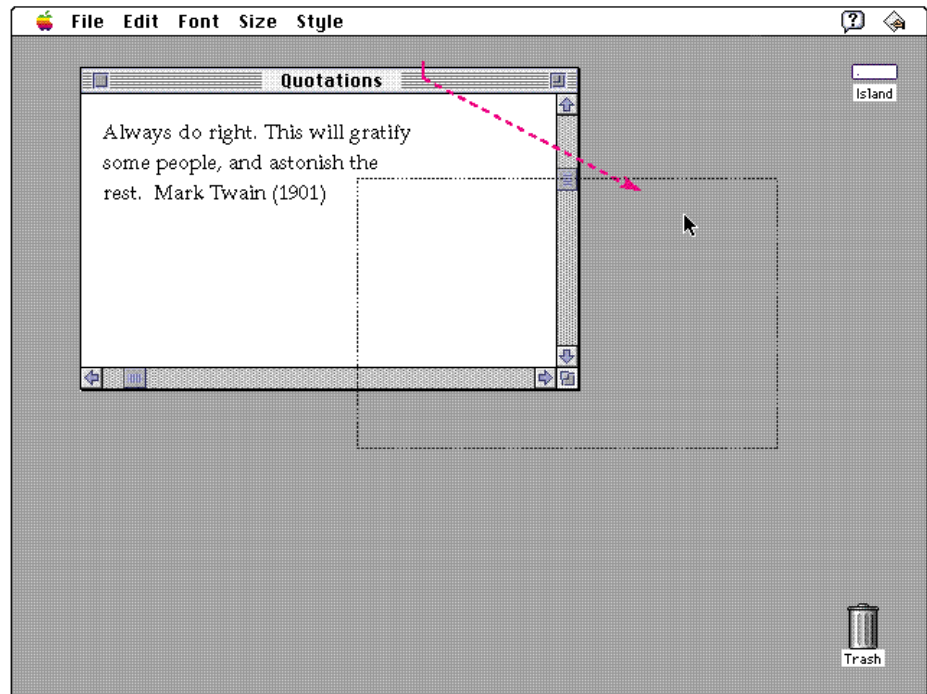 File Edit Font Size Style
Quotations
Island
Always do right. This will gratify
some people, and astonish the
rest. Mark Twain (1901)
Trash